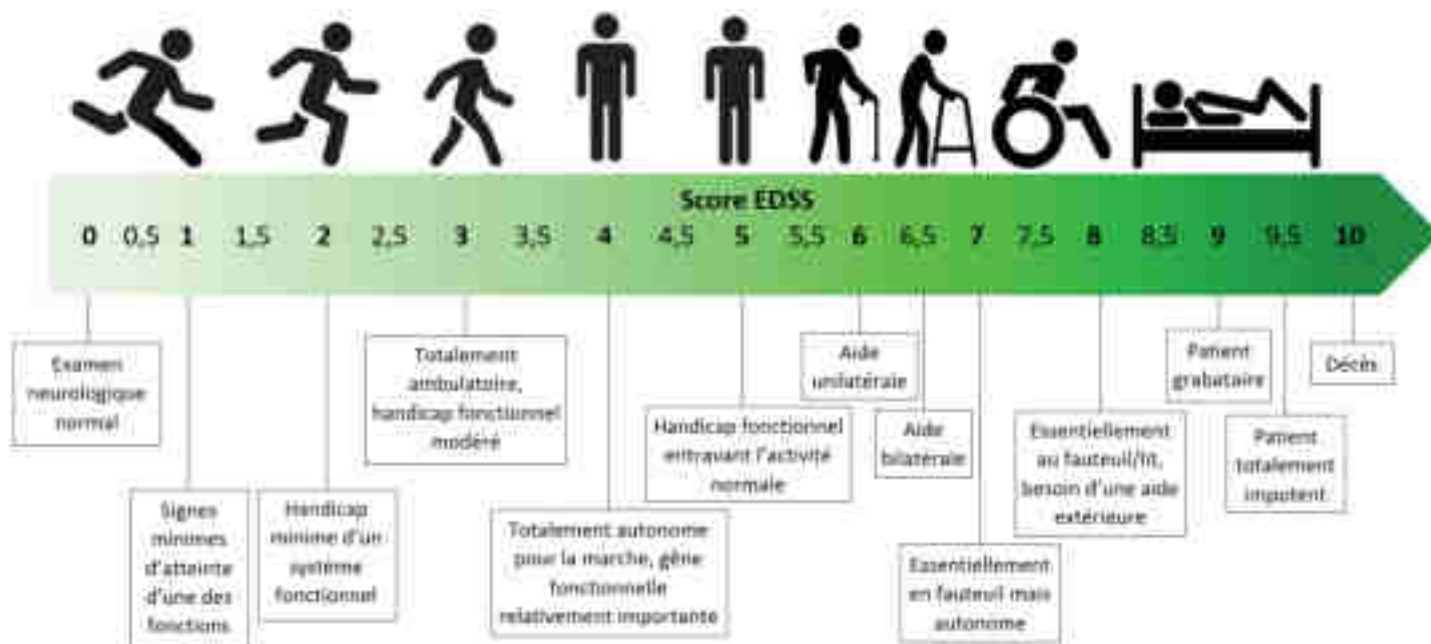 Score EDSS
0 0,5 1 1,5 2 2,5 3 3,5 4 4,5 5 5,5 6 6,5 7 7,5 8 8,5 9 9,5 10
Examen
neurologique
normal
Signes
minimes
d'atteinte
d'une des
fonctions
Handicap
minime d'un
système
fonctionnel
Totalement
ambulatoire,
handicap fonctionnel
modéré
Totalement autonome
pour la marche, gêne
fonctionnelle
relativement importante
Handicap fonctionnel
entravant l'activité
normale
Aide
unilatérale
Aide
bilatérale
Essentiellement
en fauteuil mais
autonome
Essentiellement
au fauteuil/lit,
besoin d'une aide
extérieure
Patient
grabataire
Patient
totalement
impotent
Décès